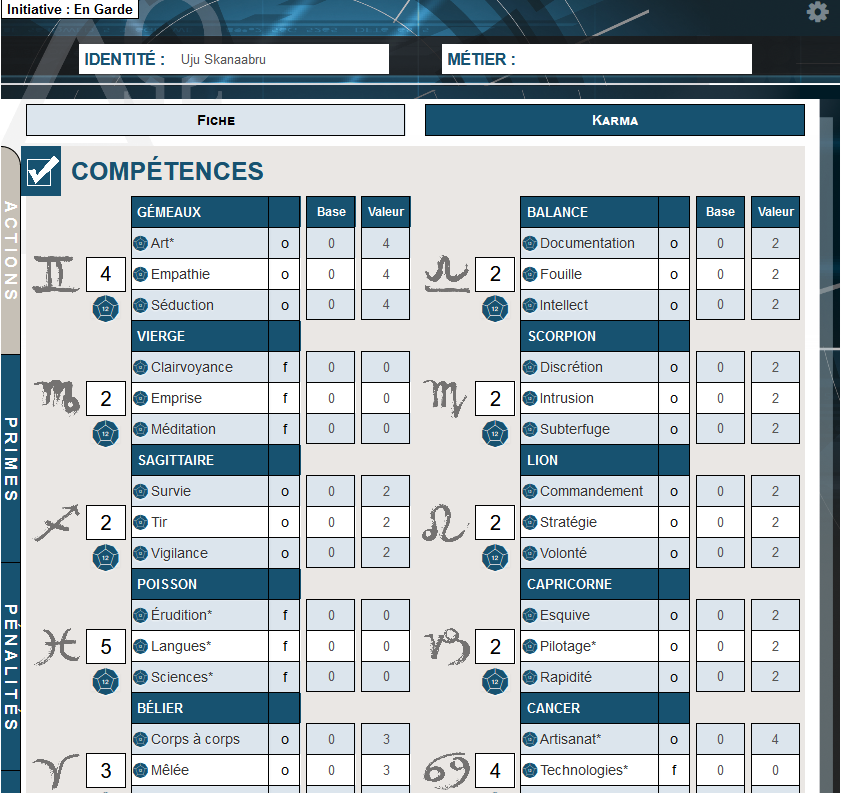 Initiative : En Garde
IDENTITÉ : Uju Skanaabru
MÉTIER :
FICHE
KARMA
COMPÉTENCES
ACTIONS
PRIMES
PÉNALITÉS
GÉMEAUX Base Valeur
Art* o 0 4
4 Empathie o 0 4
12 Séduction o 0 4
VIERGE
Clairvoyance f 0 0
2 Emprise f 0 0
12 Méditation f 0 0
SAGITTAIRE
Survie o 0 2
2 Tir o 0 2
12 Vigilance o 0 2
POISSON
Érudition* f 0 0
5 Langues* f 0 0
12 Sciences* f 0 0
BÉLIER
Corps à corps o 0 3
3 Mêlée o 0 3
BALANCE Base Valeur
Documentation o 0 2
2 Fouille o 0 2
12 Intellect o 0 2
SCORPION
Discrétion o 0 2
2 Intrusion o 0 2
12 Subterfuge o 0 2
LION
Commandement o 0 2
2 Stratégie o 0 2
12 Volonté o 0 2
CAPRICORNE
Esquive o 0 2
2 Pilotage* o 0 2
12 Rapidité o 0 2
CANCER
Artisanat* o 0 4
4 Technologies* f 0 0